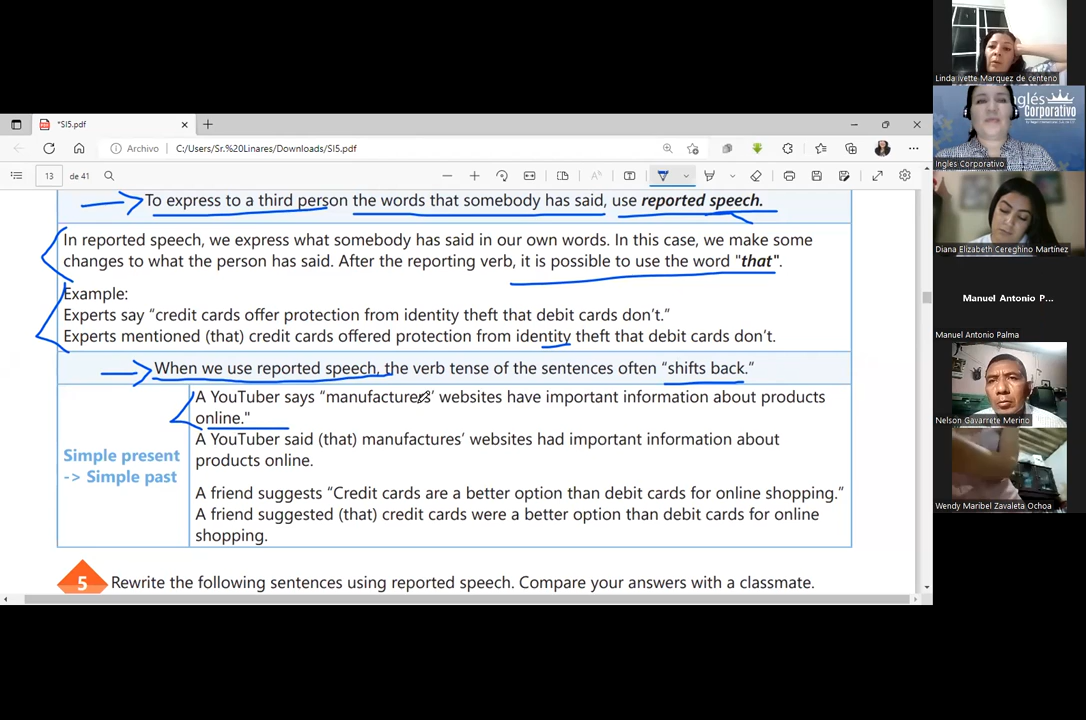 *SI5.pdf
Archivo
C:/Users/Sr.%20Linares/Downloads/SI5.pdf
13
de 41
To express to a third person the words that somebody has said, use reported speech.
In reported speech, we express what somebody has said in our own words. In this case, we make some
changes to what the person has said. After the reporting verb, it is possible to use the word "that".
Example:
Experts say “credit cards offer protection from identity theft that debit cards don’t.”
Experts mentioned (that) credit cards offered protection from identity theft that debit cards don’t.
When we use reported speech, the verb tense of the sentences often “shifts back.”
Simple present
-> Simple past
A YouTuber says “manufactures’ websites have important information about products
online."
A YouTuber said (that) manufactures’ websites had important information about
products online.
A friend suggests “Credit cards are a better option than debit cards for online shopping.”
A friend suggested (that) credit cards were a better option than debit cards for online
shopping.
5
Rewrite the following sentences using reported speech. Compare your answers with a classmate.
Linda Ivette Marquez de centeno
Inglés
Corporativo
Ingles Corporativo
Diana Elizabeth Cereghino Martínez
Manuel Antonio P...
Manuel Antonio Palma
Nelson Gavarrete Merino
Wendy Maribel Zavaleta Ochoa